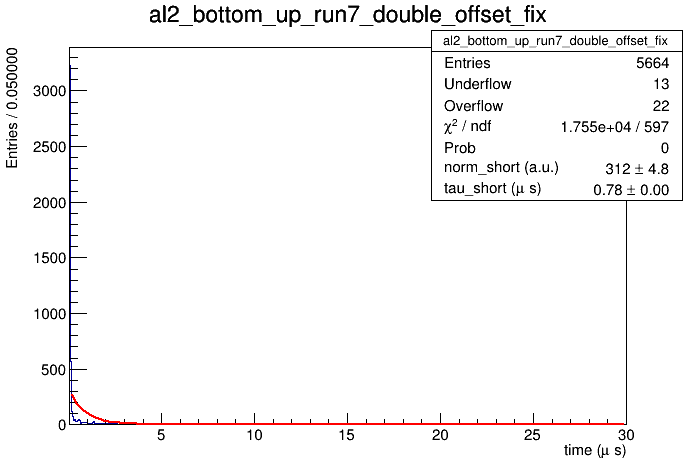 al2_bottom_up_run7_double_offset_fix
al2_bottom_up_run7_double_offset_fix
Entries 5664
Underflow 13
Overflow 22
χ² / ndf 1.755e+04 / 597
Prob 0
norm_short (a.u.) 312 ± 4.8
tau_short (μ s) 0.78 ± 0.00
Entries / 0.050000
3000
2500
2000
1500
1000
500
0
5 10 15 20 25 30
time (μ s)